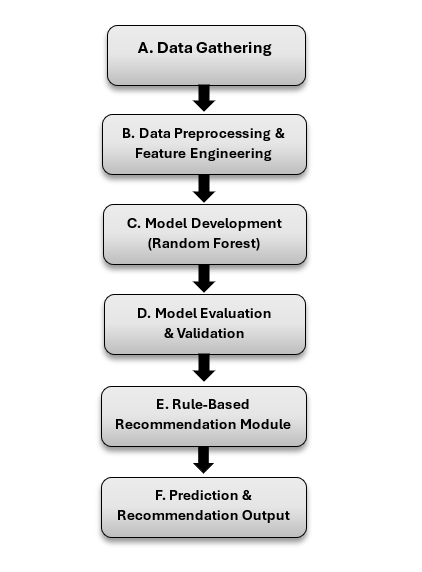 A. Data Gathering
B. Data Preprocessing &
Feature Engineering
C. Model Development
(Random Forest)
D. Model Evaluation
& Validation
E. Rule-Based
Recommendation Module
F. Prediction &
Recommendation Output